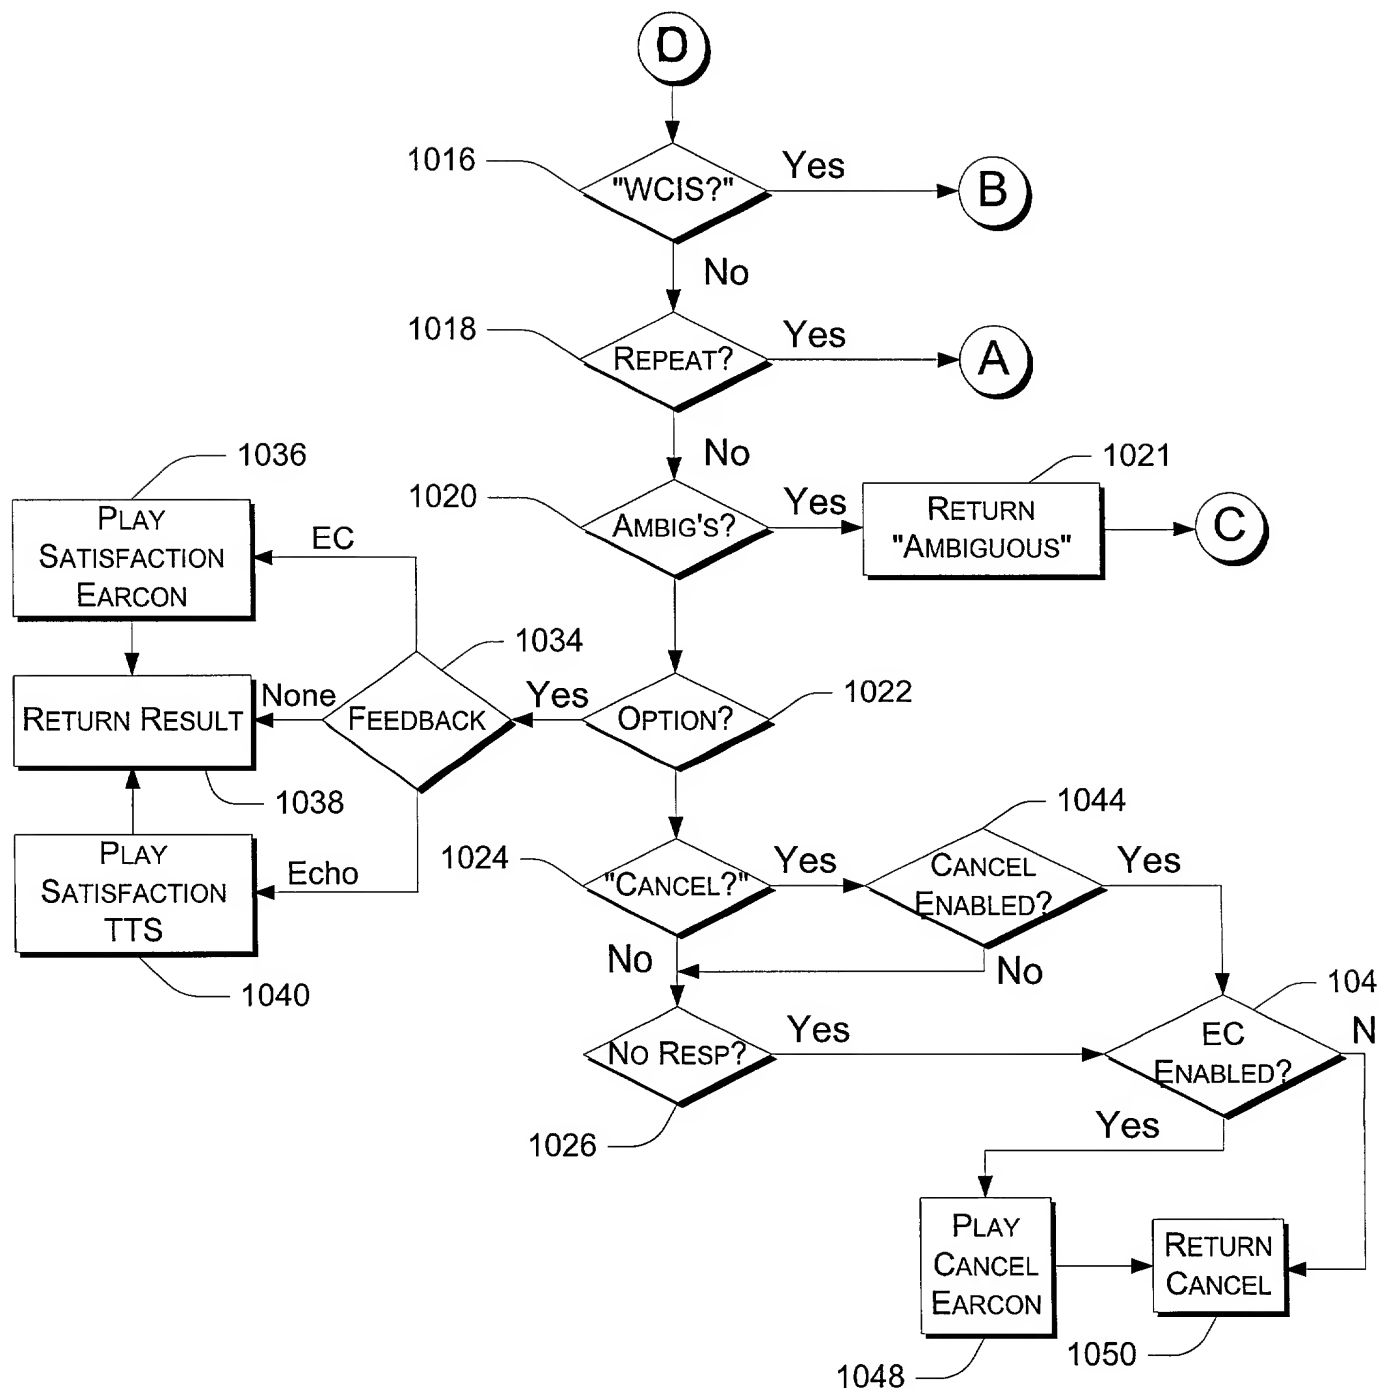 D
1016
"WCIS?"
Yes
B
No
1018
REPEAT?
Yes
A
No
1036
PLAY
SATISFACTION
EARCON
EC
1020
AMBIG'S?
Yes
1021
RETURN
"AMBIGUOUS"
C
1034
FEEDBACK
None
RETURN RESULT
1038
Yes
OPTION?
1022
PLAY
SATISFACTION
TTS
Echo
1040
1024
"CANCEL?"
Yes
1044
CANCEL
ENABLED?
Yes
No
No
104
NO RESP?
Yes
EC
ENABLED?
N
1026
Yes
PLAY
CANCEL
EARCON
RETURN
CANCEL
1048
1050